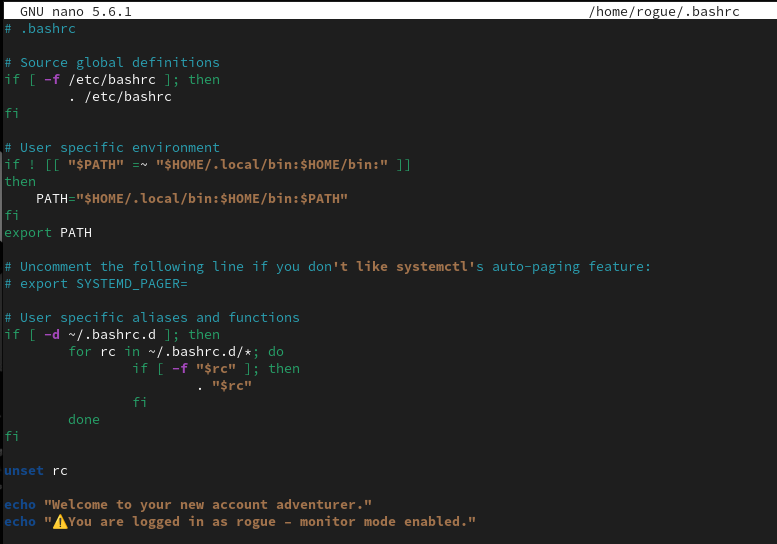 GNU nano 5.6.1 /home/rogue/.bashrc
# .bashrc
# Source global definitions
if [ -f /etc/bashrc ]; then
        . /etc/bashrc
fi
# User specific environment
if ! [[ "$PATH" =~ "$HOME/.local/bin:$HOME/bin:" ]]
then
    PATH="$HOME/.local/bin:$HOME/bin:$PATH"
fi
export PATH
# Uncomment the following line if you don't like systemctl's auto-paging feature:
# export SYSTEMD_PAGER=
# User specific aliases and functions
if [ -d ~/.bashrc.d ]; then
        for rc in ~/.bashrc.d/*; do
                if [ -f "$rc" ]; then
                        . "$rc"
                fi
        done
fi
unset rc
echo "Welcome to your new account adventurer."
echo "⚠️You are logged in as rogue – monitor mode enabled."